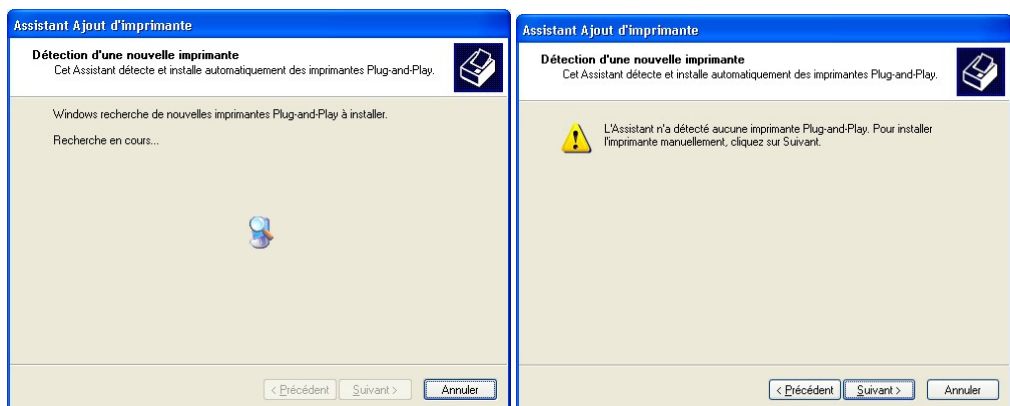 Assistant Ajout d'imprimante
Détection d'une nouvelle imprimante
Cet Assistant détecte et installe automatiquement des imprimantes Plug-and-Play.
Windows recherche de nouvelles imprimantes Plug-and-Play à installer.
Recherche en cours...
< Précédent
Suivant >
Annuler
Assistant Ajout d'imprimante
Détection d'une nouvelle imprimante
Cet Assistant détecte et installe automatiquement des imprimantes Plug-and-Play.
L'Assistant n'a détecté aucune imprimante Plug-and-Play. Pour installer
l'imprimante manuellement, cliquez sur Suivant.
< Précédent
Suivant >
Annuler